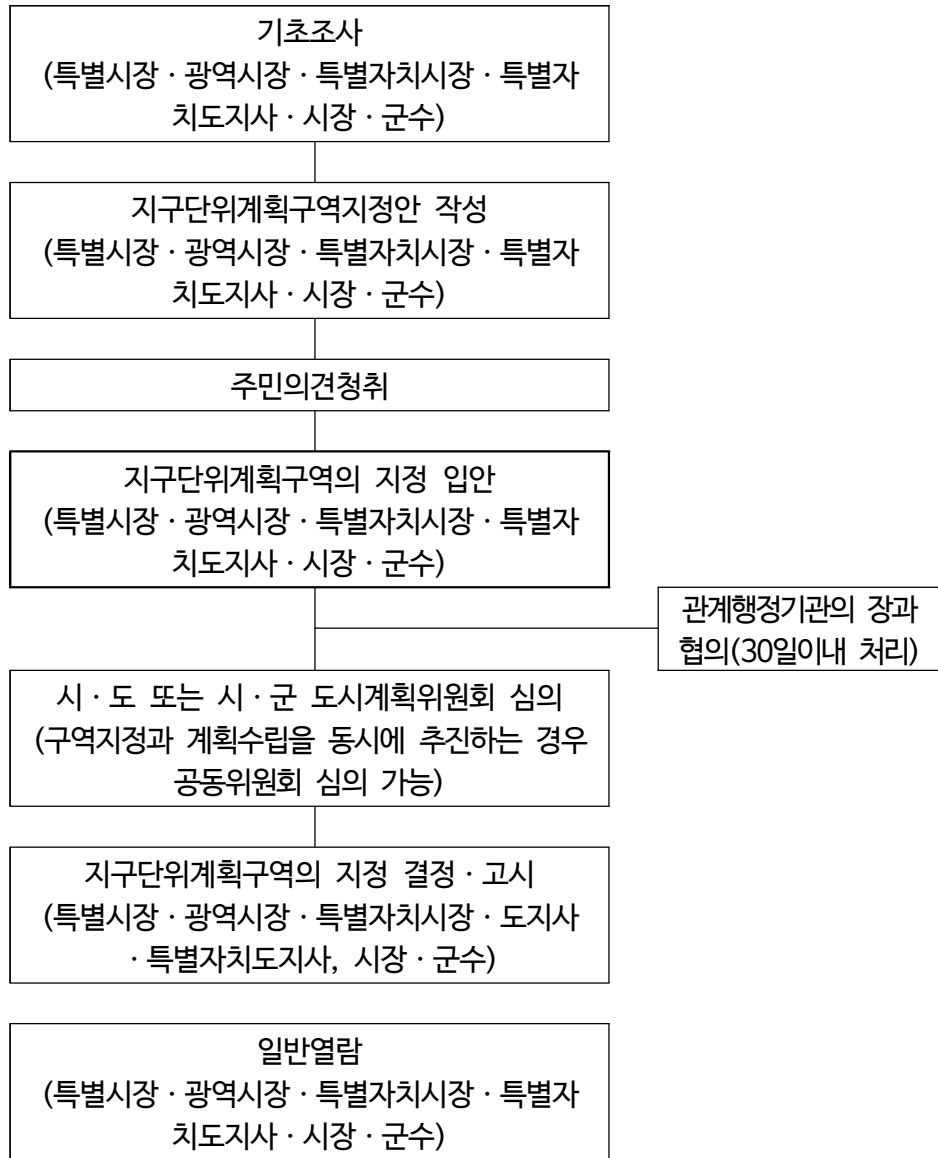 기초조사
(특별시장 · 광역시장 · 특별자치시장 · 특별자
치도지사 · 시장 · 군수)
지구단위계획구역지정안 작성
(특별시장 · 광역시장 · 특별자치시장 · 특별자
치도지사 · 시장 · 군수)
주민의견청취
지구단위계획구역의 지정 입안
(특별시장 · 광역시장 · 특별자치시장 · 특별자
치도지사 · 시장 · 군수)
관계행정기관의 장과
협의(30일이내 처리)
시 · 도 또는 시 · 군 도시계획위원회 심의
(구역지정과 계획수립을 동시에 추진하는 경우
공동위원회 심의 가능)
지구단위계획구역의 지정 결정 · 고시
(특별시장 · 광역시장 · 특별자치시장 · 도지사
· 특별자치도지사, 시장 · 군수)
일반열람
(특별시장 · 광역시장 · 특별자치시장 · 특별자
치도지사 · 시장 · 군수)